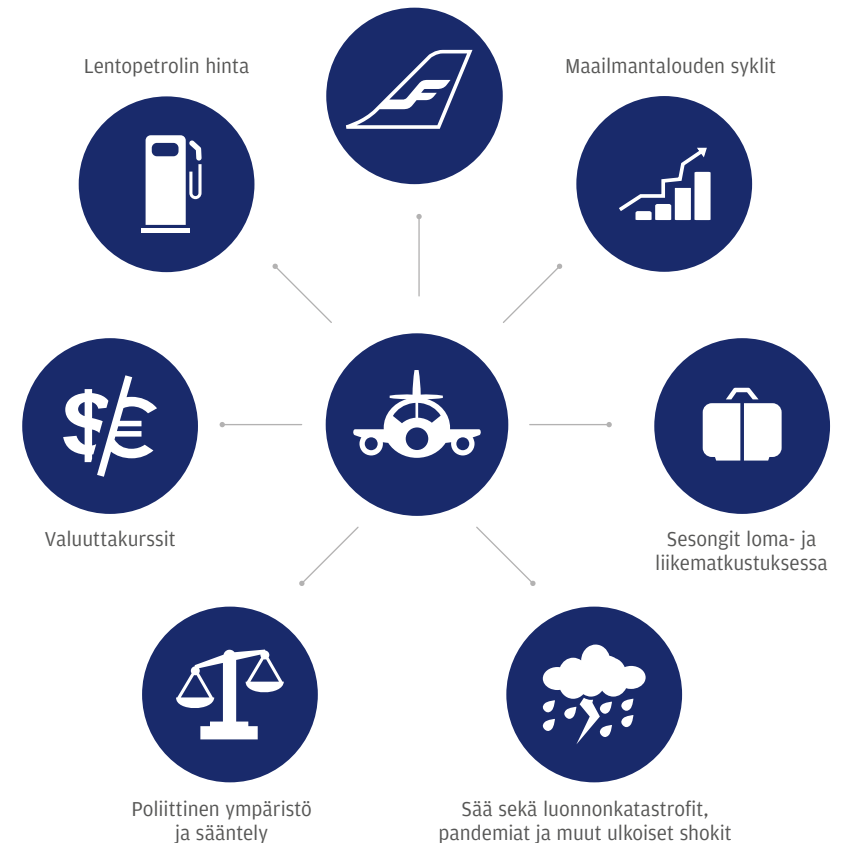 Lentopetrolin hinta
Maailmantalouden syklit
Valuuttakurssit
Sesongit loma- ja
liikematkustuksessa
Poliittinen ympäristö
ja sääntely
Sää sekä luonnonkatastrofit,
pandemiat ja muut ulkoiset shokit